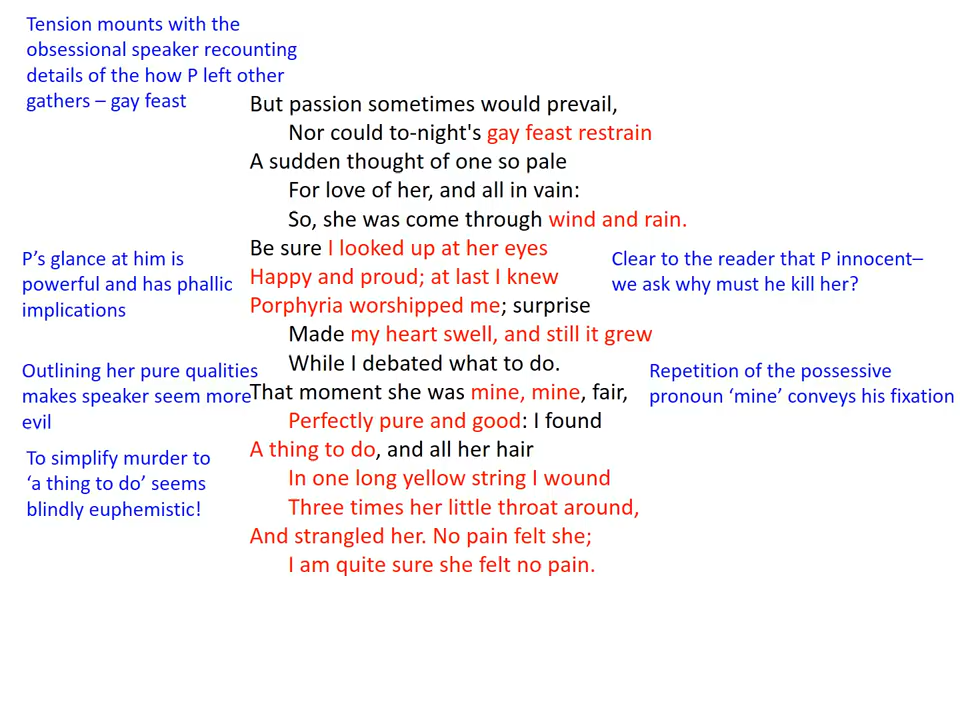 Tension mounts with the
obsessional speaker recounting
details of the how P left other
gathers – gay feast
But passion sometimes would prevail,
Nor could to-night's gay feast restrain
A sudden thought of one so pale
For love of her, and all in vain:
So, she was come through wind and rain.
Be sure I looked up at her eyes
Happy and proud; at last I knew
Porphyria worshipped me; surprise
Made my heart swell, and still it grew
While I debated what to do.
That moment she was mine, mine, fair,
Perfectly pure and good: I found
A thing to do, and all her hair
In one long yellow string I wound
Three times her little throat around,
And strangled her. No pain felt she;
I am quite sure she felt no pain.
P's glance at him is
powerful and has phallic
implications
Clear to the reader that P innocent–
we ask why must he kill her?
Outlining her pure qualities
makes speaker seem more
evil
Repetition of the possessive
pronoun ‘mine’ conveys his fixation
To simplify murder to
‘a thing to do’ seems
blindly euphemistic!